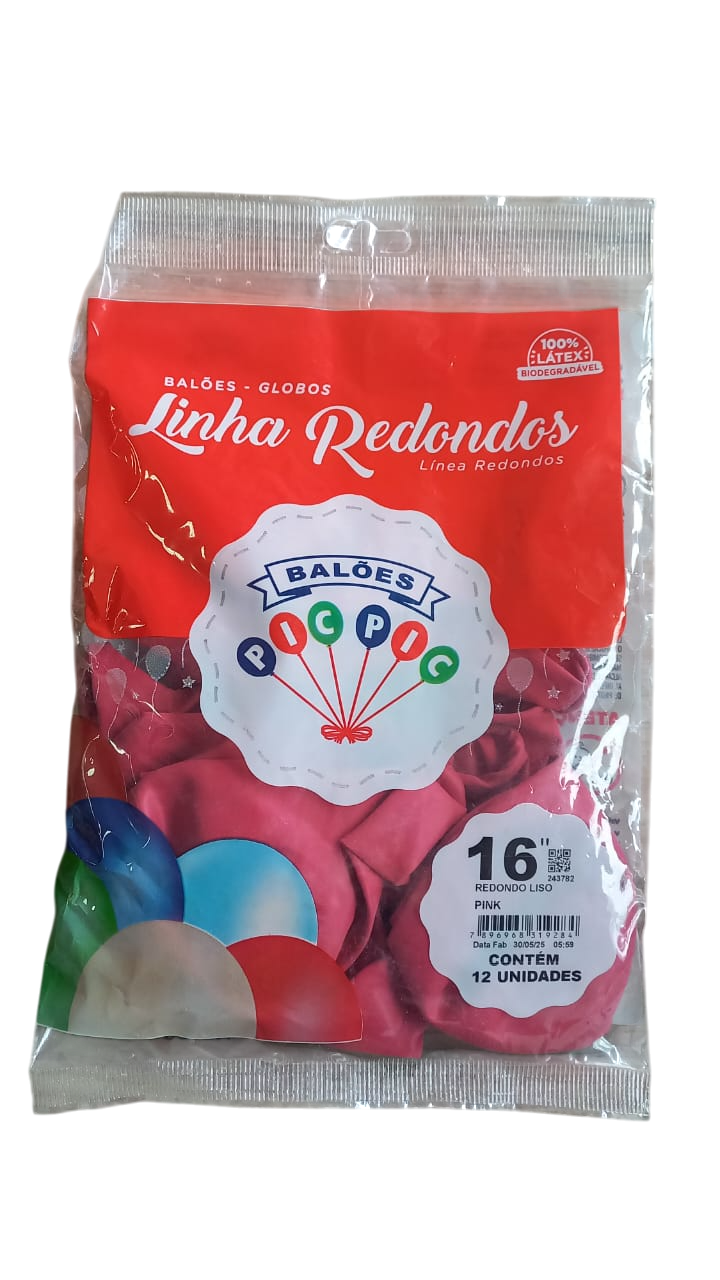 100%
LÁTEX
BIODEGRADÁVEL
BALÕES - GLOBOS
Linha Redondos
Línea Redondos
BALÕES
PIC PIC
16"
243782
REDONDO LISO
PINK
7 896968 319284
Data Fab 30/05/25 05:59
CONTÉM
12 UNIDADES